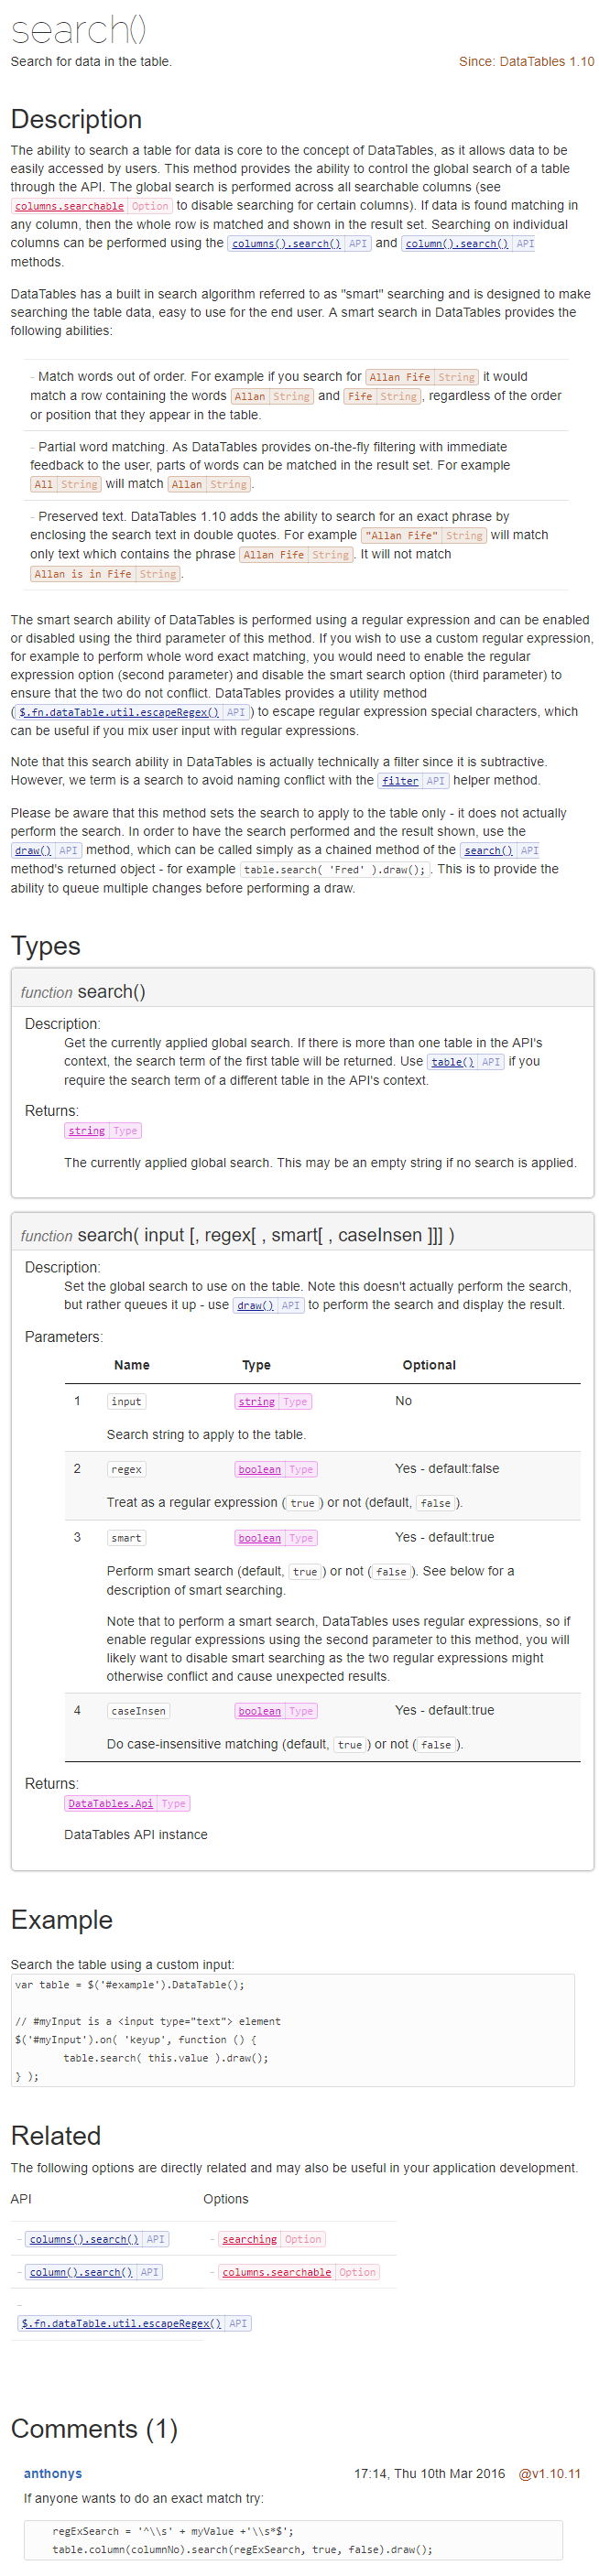 search()
Search for data in the table.
Since: DataTables 1.10
Description
The ability to search a table for data is core to the concept of DataTables, as it allows data to be
easily accessed by users. This method provides the ability to control the global search of a table
through the API. The global search is performed across all searchable columns (see
columns.searchable Option to disable searching for certain columns). If data is found matching in
any column, then the whole row is matched and shown in the result set. Searching on individual
columns can be performed using the columns().search() API and column().search() API
methods.
DataTables has a built in search algorithm referred to as "smart" searching and is designed to make
searching the table data, easy to use for the end user. A smart search in DataTables provides the
following abilities:
- Match words out of order. For example if you search for Allan Fife String it would
match a row containing the words Allan String and Fife String, regardless of the order
or position that they appear in the table.
- Partial word matching. As DataTables provides on-the-fly filtering with immediate
feedback to the user, parts of words can be matched in the result set. For example
All String will match Allan String.
- Preserved text. DataTables 1.10 adds the ability to search for an exact phrase by
enclosing the search text in double quotes. For example "Allan Fife" String will match
only text which contains the phrase Allan Fife String. It will not match
Allan is in Fife String.
The smart search ability of DataTables is performed using a regular expression and can be enabled
or disabled using the third parameter of this method. If you wish to use a custom regular expression,
for example to perform whole word exact matching, you would need to enable the regular
expression option (second parameter) and disable the smart search option (third parameter) to
ensure that the two do not conflict. DataTables provides a utility method
($.fn.dataTable.util.escapeRegex() API) to escape regular expression special characters, which
can be useful if you mix user input with regular expressions.
Note that this search ability in DataTables is actually technically a filter since it is subtractive.
However, we term is a search to avoid naming conflict with the filter API helper method.
Please be aware that this method sets the search to apply to the table only - it does not actually
perform the search. In order to have the search performed and the result shown, use the
draw() API method, which can be called simply as a chained method of the search() API
method's returned object - for example table.search( 'Fred' ).draw();. This is to provide the
ability to queue multiple changes before performing a draw.
Types
function search()
Description:
Get the currently applied global search. If there is more than one table in the API's
context, the search term of the first table will be returned. Use table() API if you
require the search term of a different table in the API's context.
Returns:
string Type
The currently applied global search. This may be an empty string if no search is applied.
function search( input [, regex[ , smart[ , caseInsen ]]] )
Description:
Set the global search to use on the table. Note this doesn't actually perform the search,
but rather queues it up - use draw() API to perform the search and display the result.
Parameters:
Name Type Optional
1 input string Type No
Search string to apply to the table.
2 regex boolean Type Yes - default:false
Treat as a regular expression (true) or not (default, false).
3 smart boolean Type Yes - default:true
Perform smart search (default, true) or not (false). See below for a
description of smart searching.
Note that to perform a smart search, DataTables uses regular expressions, so if
enable regular expressions using the second parameter to this method, you will
likely want to disable smart searching as the two regular expressions might
otherwise conflict and cause unexpected results.
4 caseInsen boolean Type Yes - default:true
Do case-insensitive matching (default, true) or not (false).
Returns:
DataTables.Api Type
DataTables API instance
Example
Search the table using a custom input:
var table = $('#example').DataTable();
// #myInput is a <input type="text"> element
$('#myInput').on( 'keyup', function () {
table.search( this.value ).draw();
} );
Related
The following options are directly related and may also be useful in your application development.
API Options
- columns().search() API - searching Option
- column().search() API - columns.searchable Option
-
$.fn.dataTable.util.escapeRegex() API
Comments (1)
anthonys 17:14, Thu 10th Mar 2016 @v1.10.11
If anyone wants to do an exact match try:
regExSearch = '^\\s' + myValue +'\\s*$';
table.column(columnNo).search(regExSearch, true, false).draw();